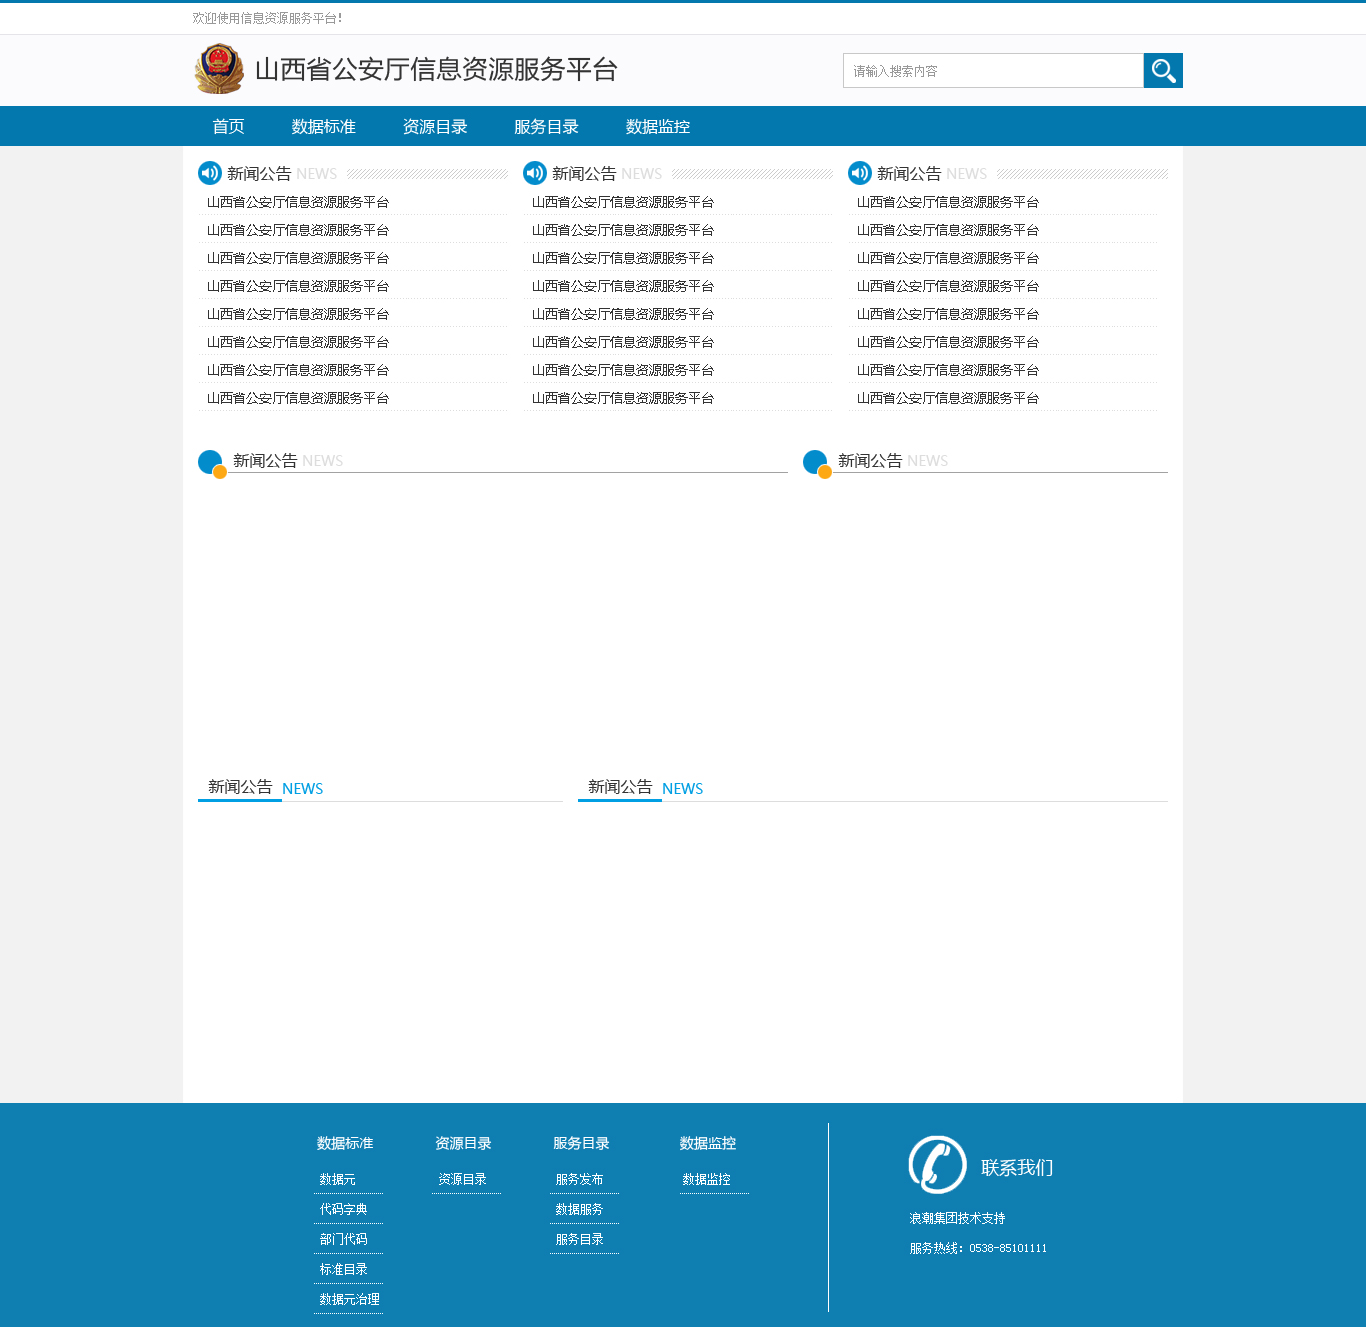 欢迎使用信息资源服务平台！
山西省公安厅信息资源服务平台
请输入搜索内容
首页 数据标准 资源目录 服务目录 数据监控
新闻公告 NEWS 新闻公告 NEWS 新闻公告 NEWS
山西省公安厅信息资源服务平台 山西省公安厅信息资源服务平台 山西省公安厅信息资源服务平台
山西省公安厅信息资源服务平台 山西省公安厅信息资源服务平台 山西省公安厅信息资源服务平台
山西省公安厅信息资源服务平台 山西省公安厅信息资源服务平台 山西省公安厅信息资源服务平台
山西省公安厅信息资源服务平台 山西省公安厅信息资源服务平台 山西省公安厅信息资源服务平台
山西省公安厅信息资源服务平台 山西省公安厅信息资源服务平台 山西省公安厅信息资源服务平台
山西省公安厅信息资源服务平台 山西省公安厅信息资源服务平台 山西省公安厅信息资源服务平台
山西省公安厅信息资源服务平台 山西省公安厅信息资源服务平台 山西省公安厅信息资源服务平台
山西省公安厅信息资源服务平台 山西省公安厅信息资源服务平台 山西省公安厅信息资源服务平台
新闻公告 NEWS 新闻公告 NEWS
新闻公告 NEWS 新闻公告 NEWS
数据标准 资源目录 服务目录 数据监控
数据元 资源目录 服务发布 数据监控
代码字典 数据服务
部门代码 服务目录
标准目录
数据元治理
联系我们
浪潮集团技术支持
服务热线：0538-85101111